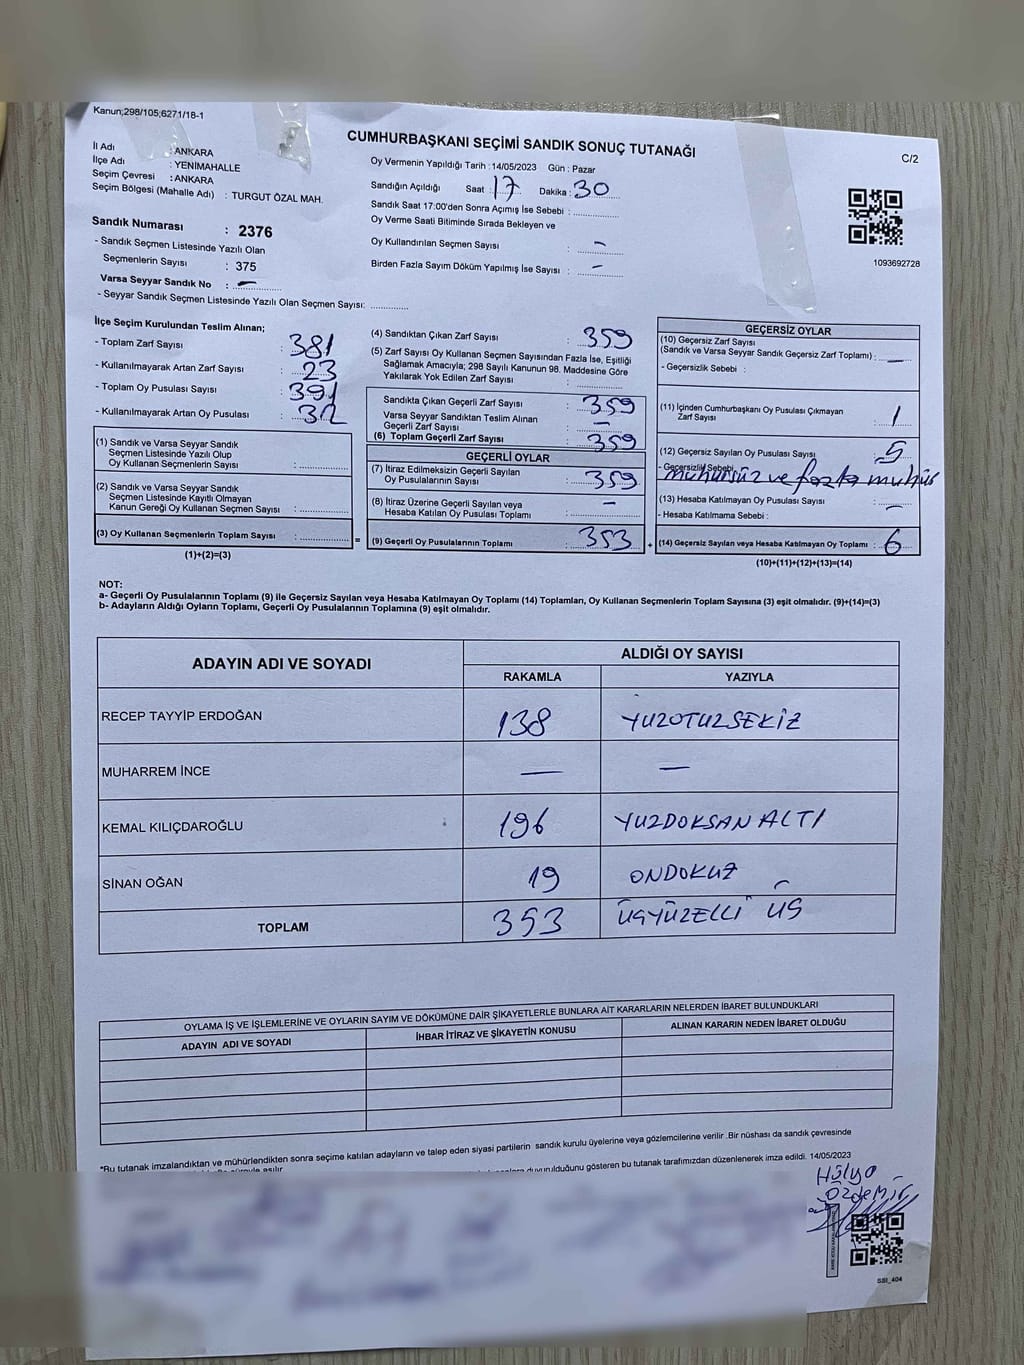 Kanun;298/105;6271/18-1
CUMHURBAŞKANI SEÇİMİ SANDIK SONUÇ TUTANAĞI
C/2
İl Adı : ANKARA
İlçe Adı : YENİMAHALLE
Seçim Çevresi : ANKARA
Seçim Bölgesi (Mahalle Adı) : TURGUT ÖZAL MAH.
Oy Vermenin Yapıldığı Tarih :14/05/2023 Gün : Pazar
Sandığın Açıldığı Saat : 17 Dakika : 30
Sandık Saat 17:00'den Sonra Açımış İse Sebebi :
Oy Verme Saati Bitiminde Sırada Bekleyen ve
Oy Kullandırılan Seçmen Sayısı : –
Birden Fazla Sayım Döküm Yapılmış İse Sayısı : –
1093692728
Sandık Numarası : 2376
- Sandık Seçmen Listesinde Yazılı Olan
Seçmenlerin Sayısı : 375
Varsa Seyyar Sandık No : –
- Seyyar Sandık Seçmen Listesinde Yazılı Olan Seçmen Sayısı:
İlçe Seçim Kurulundan Teslim Alınan;
- Toplam Zarf Sayısı : 381
- Kullanılmayarak Artan Zarf Sayısı : 23
- Toplam Oy Pusulası Sayısı : 391
- Kullanılmayarak Artan Oy Pusulası : 32
(1) Sandık ve Varsa Seyyar Sandık
Seçmen Listesinde Yazılı Olup
Oy Kullanan Seçmenlerin Sayısı :
(2) Sandık ve Varsa Seyyar Sandık
Seçmen Listesinde Kayıtlı Olmayan
Kanun Gereği Oy Kullanan Seçmen Sayısı :
(3) Oy Kullanan Seçmenlerin Toplam Sayısı : =
(1)+(2)=(3)
(4) Sandıktan Çıkan Zarf Sayısı : 359
(5) Zarf Sayısı Oy Kullanan Seçmen Sayısından Fazla İse, Eşitliği
Sağlamak Amacıyla; 298 Sayılı Kanunun 98. Maddesine Göre
Yakılarak Yok Edilen Zarf Sayısı :
Sandıkta Çıkan Geçerli Zarf Sayısı : 359
Varsa Seyyar Sandıktan Teslim Alınan
Geçerli Zarf Sayısı : –
(6) Toplam Geçerli Zarf Sayısı : 359
GEÇERLİ OYLAR
(7) İtiraz Edilmeksizin Geçerli Sayılan
Oy Pusulalarının Sayısı : 359
(8) İtiraz Üzerine Geçerli Sayılan veya
Hesaba Katılan Oy Pusulası Toplamı : –
(9) Geçerli Oy Pusulalarının Toplamı : 353 +
GEÇERSİZ OYLAR
(10) Geçersiz Zarf Sayısı
(Sandık ve Varsa Seyyar Sandık Geçersiz Zarf Toplamı) : –
- Geçersizlik Sebebi :
(11) İçinden Cumhurbaşkanı Oy Pusulası Çıkmayan
Zarf Sayısı : 1
(12) Geçersiz Sayılan Oy Pusulası Sayısı : 5
- Geçersizlik Sebebi mühürsüz ve fazla mühür
(13) Hesaba Katılmayan Oy Pusulası Sayısı : –
- Hesaba Katılmama Sebebi :
(14) Geçersiz Sayılan veya Hesaba Katılmayan Oy Toplamı : 6
(10)+(11)+(12)+(13)=(14)
NOT:
a- Geçerli Oy Pusulalarının Toplamı (9) ile Geçersiz Sayılan veya Hesaba Katılmayan Oy Toplamı (14) Toplamları, Oy Kullanan Seçmenlerin Toplam Sayısına (3) eşit olmalıdır. (9)+(14)=(3)
b- Adayların Aldığı Oyların Toplamı, Geçerli Oy Pusulalarının Toplamına (9) eşit olmalıdır.
ADAYIN ADI VE SOYADI
ALDIĞI OY SAYISI
RAKAMLA YAZIYLA
RECEP TAYYİP ERDOĞAN 138 YUZOTUZSEKİZ
MUHARREM İNCE — —
KEMAL KILIÇDAROĞLU 196 YUZDOKSANALTI
SİNAN OĞAN 19 ONDOKUZ
TOPLAM 353 ÜÇYÜZELLİ ÜÇ
OYLAMA İŞ VE İŞLEMLERİNE VE OYLARIN SAYIM VE DÖKÜMÜNE DAİR ŞİKAYETLERLE BUNLARA AİT KARARLARIN NELERDEN İBARET BULUNDUKLARI
ADAYIN ADI VE SOYADI İHBAR İTİRAZ VE ŞİKAYETİN KONUSU ALINAN KARARIN NEDEN İBARET OLDUĞU
*Bu tutanak imzalandıktan ve mühürlendikten sonra seçime katılan adayların ve talep eden siyasi partilerin sandık kurulu üyelerine veya gözlemcilerine verilir .Bir nüshası da sandık çevresinde
duyurulduğunu gösteren bu tutanak tarafımızdan düzenlenerek imza edildi. 14/05/2023
Hülya
Özdemir
SSI_404